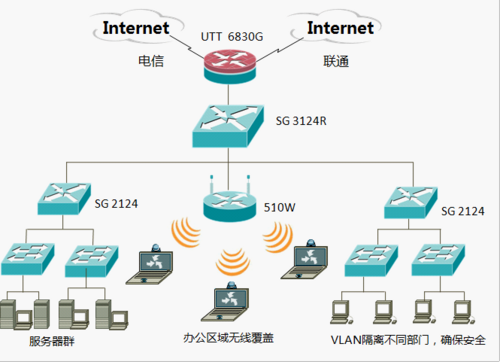 Internet
UTT 6830G
Internet
电信
联通
SG 3124R
SG 2124
510W
SG 2124
服务器群
办公区域无线覆盖
VLAN隔离不同部门，确保安全